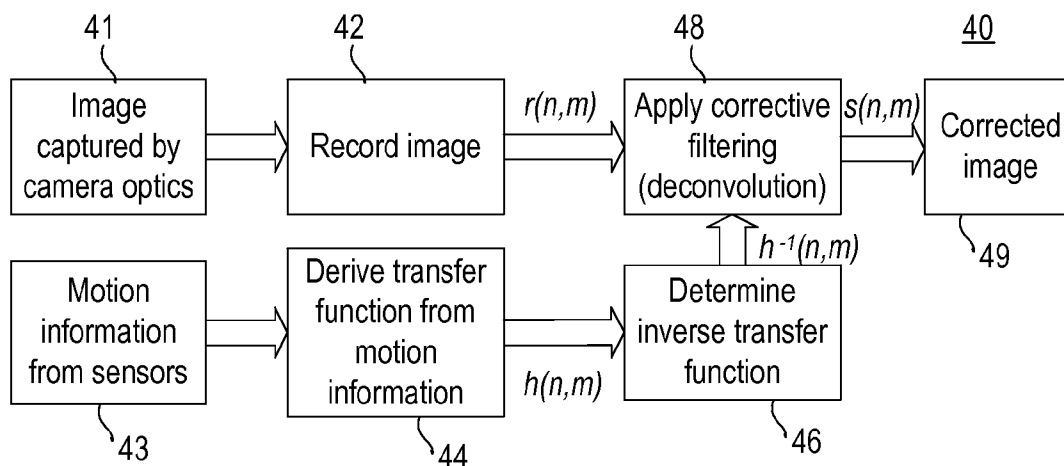 41
42
48
40
Image
captured by
camera optics
Record image
r(n,m)
Apply corrective
filtering
(deconvolution)
s(n,m)
Corrected
image
49
h⁻¹(n,m)
Motion
information
from sensors
43
Derive transfer
function from
motion
information
44
h(n,m)
Determine
inverse transfer
function
46